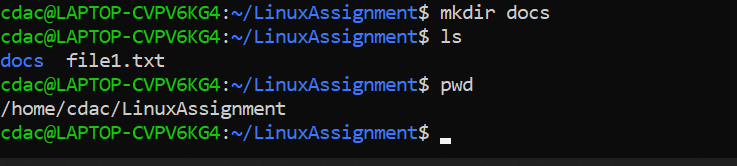 cdac@LAPTOP-CVPV6KG4:~/LinuxAssignment$ mkdir docs
cdac@LAPTOP-CVPV6KG4:~/LinuxAssignment$ ls
docs  file1.txt
cdac@LAPTOP-CVPV6KG4:~/LinuxAssignment$ pwd
/home/cdac/LinuxAssignment
cdac@LAPTOP-CVPV6KG4:~/LinuxAssignment$